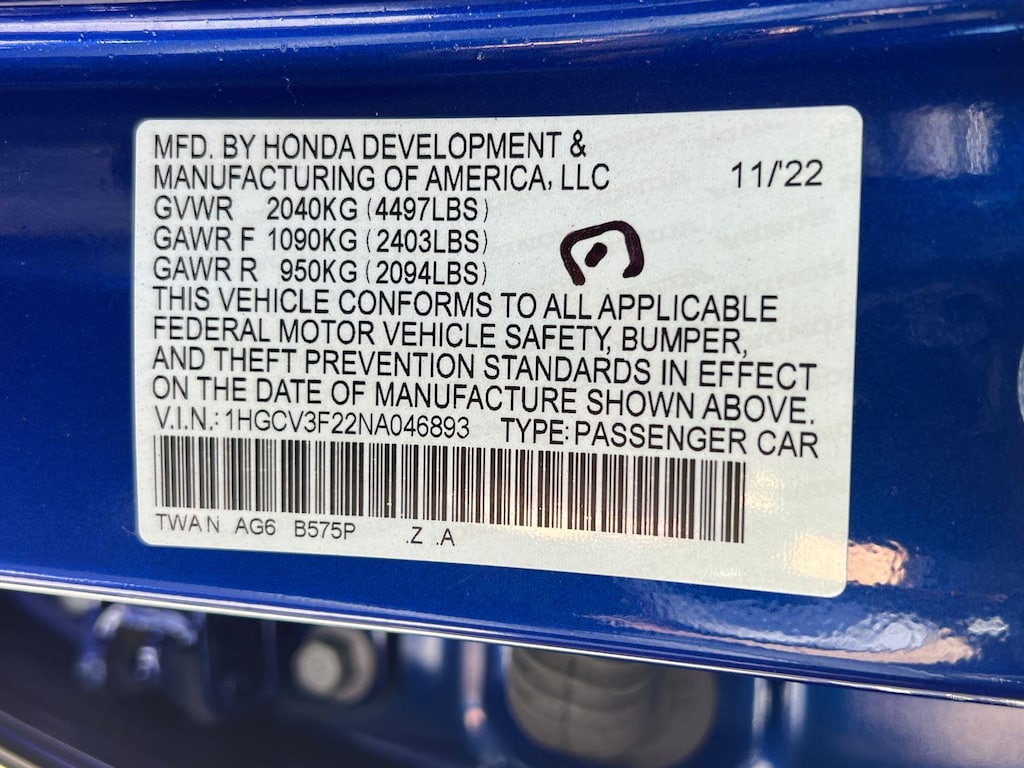 MFD. BY HONDA DEVELOPMENT &
MANUFACTURING OF AMERICA, LLC 11/'22
GVWR 2040KG (4497LBS)
GAWR F 1090KG (2403LBS)
GAWR R 950KG (2094LBS)
THIS VEHICLE CONFORMS TO ALL APPLICABLE
FEDERAL MOTOR VEHICLE SAFETY, BUMPER,
AND THEFT PREVENTION STANDARDS IN EFFECT
ON THE DATE OF MANUFACTURE SHOWN ABOVE.
V.I.N.: 1HGCV3F22NA046893 TYPE: PASSENGER CAR
TWAN AG6 B575P .Z .A